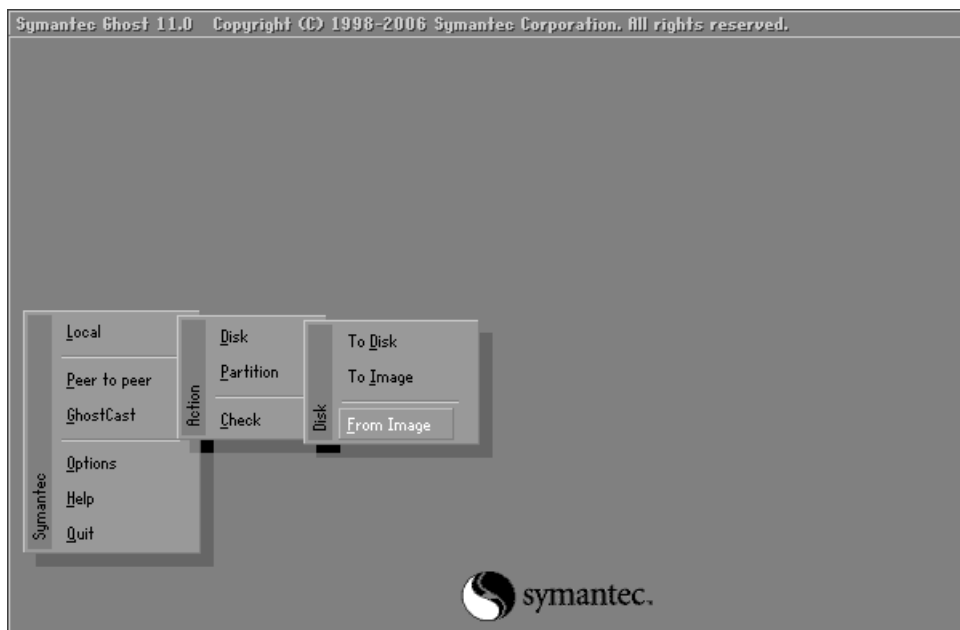 Symantec Ghost 11.0 Copyright (C) 1998-2006 Symantec Corporation. All rights reserved.
Symantec
Local
Peer to peer
GhostCast
Options
Help
Quit
Action
Disk
Partition
Check
Disk
To Disk
To Image
From Image
symantec.